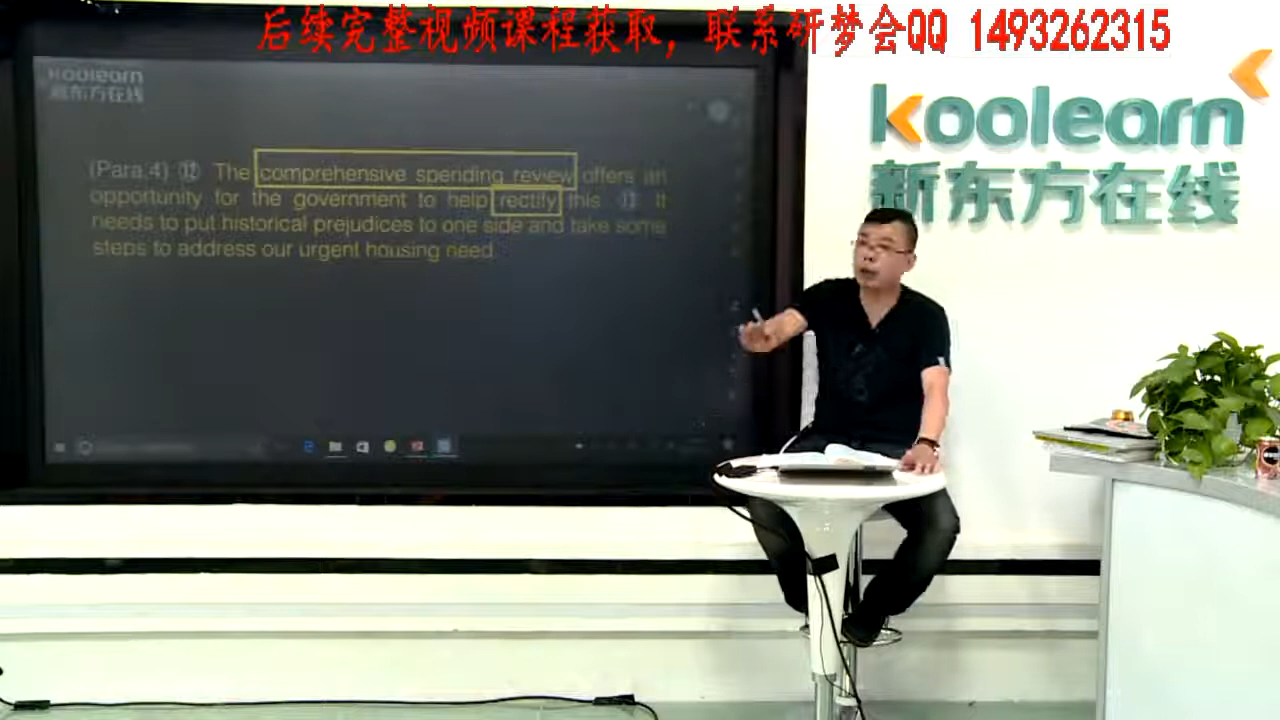 后续完整视频课程获取，联系研梦会QQ 1493262315
koolearn
新东方在线
(Para.4) ⑫ The comprehensive spending review offers an
opportunity for the government to help rectify this. ⑬ It
needs to put historical prejudices to one side and take some
steps to address our urgent housing need.
koolearn
新东方在线